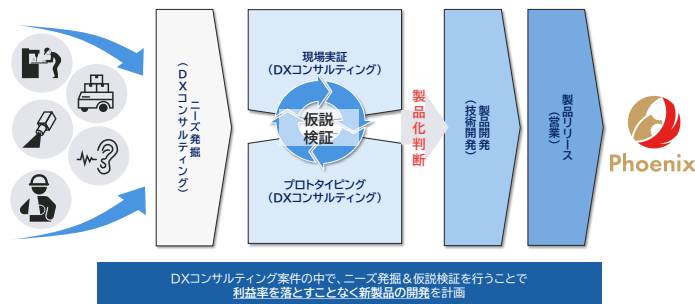 ニーズ発掘
（DXコンサルティング）
現場実証
（DXコンサルティング）
仮説
検証
プロトタイピング
（DXコンサルティング）
製品化判断
製品開発
（技術開発）
製品リリース
（営業）
Phoenix
DXコンサルティング案件の中で、ニーズ発掘＆仮説検証を行うことで
利益率を落とすことなく新製品の開発を計画